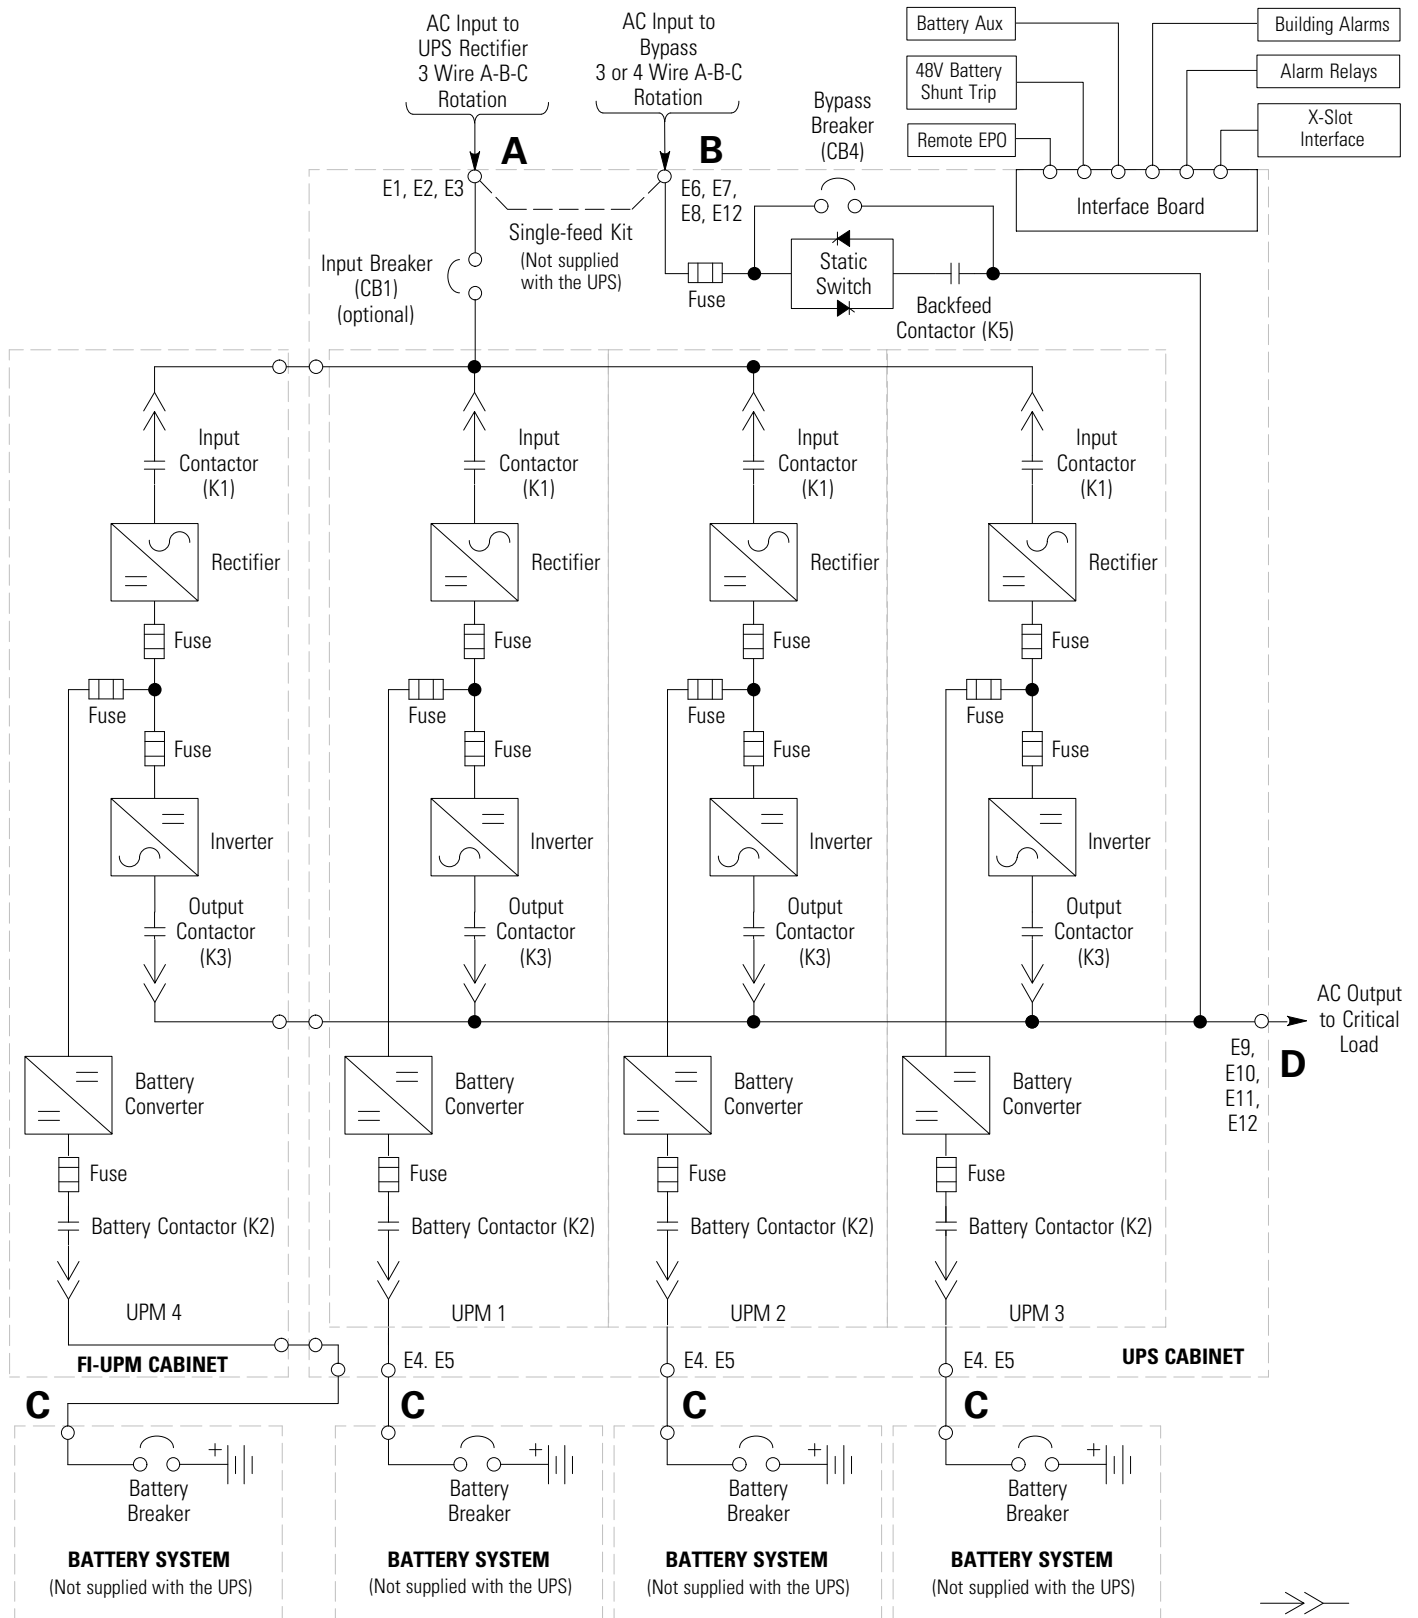 AC Input to
UPS Rectifier
3 Wire A-B-C
Rotation
AC Input to
Bypass
3 or 4 Wire A-B-C
Rotation
Bypass
Breaker
(CB4)
Battery Aux
48V Battery
Shunt Trip
Remote EPO
Building Alarms
Alarm Relays
X-Slot
Interface
Interface Board
A
B
E1, E2, E3
E6, E7,
E8, E12
Single-feed Kit
(Not supplied
with the UPS)
Input Breaker
(CB1)
(optional)
Fuse
Static
Switch
Backfeed
Contactor (K5)
Input
Contactor
(K1)
Input
Contactor
(K1)
Input
Contactor
(K1)
Input
Contactor
(K1)
Rectifier
Rectifier
Rectifier
Rectifier
Fuse
Fuse
Fuse
Fuse
Fuse
Fuse
Fuse
Fuse
Fuse
Fuse
Fuse
Fuse
Inverter
Inverter
Inverter
Inverter
Output
Contactor
(K3)
Output
Contactor
(K3)
Output
Contactor
(K3)
Output
Contactor
(K3)
AC Output
to Critical
Load
E9,
E10,
E11,
E12
D
Battery
Converter
Battery
Converter
Battery
Converter
Battery
Converter
Fuse
Fuse
Fuse
Fuse
Battery Contactor (K2)
Battery Contactor (K2)
Battery Contactor (K2)
Battery Contactor (K2)
UPM 4
UPM 1
UPM 2
UPM 3
FI-UPM CABINET
E4. E5
E4. E5
E4. E5
UPS CABINET
C
C
C
C
+
+
+
+
Battery
Breaker
Battery
Breaker
Battery
Breaker
Battery
Breaker
BATTERY SYSTEM
(Not supplied with the UPS)
BATTERY SYSTEM
(Not supplied with the UPS)
BATTERY SYSTEM
(Not supplied with the UPS)
BATTERY SYSTEM
(Not supplied with the UPS)